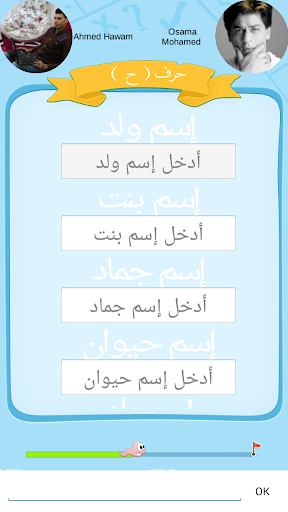 Ahmed Hawam
Osama
Mohamed
حرف ( ح )
إسم ولد
أدخل إسم ولد
إسم بنت
أدخل إسم بنت
إسم جماد
أدخل إسم جماد
إسم حيوان
أدخل إسم حيوان
OK